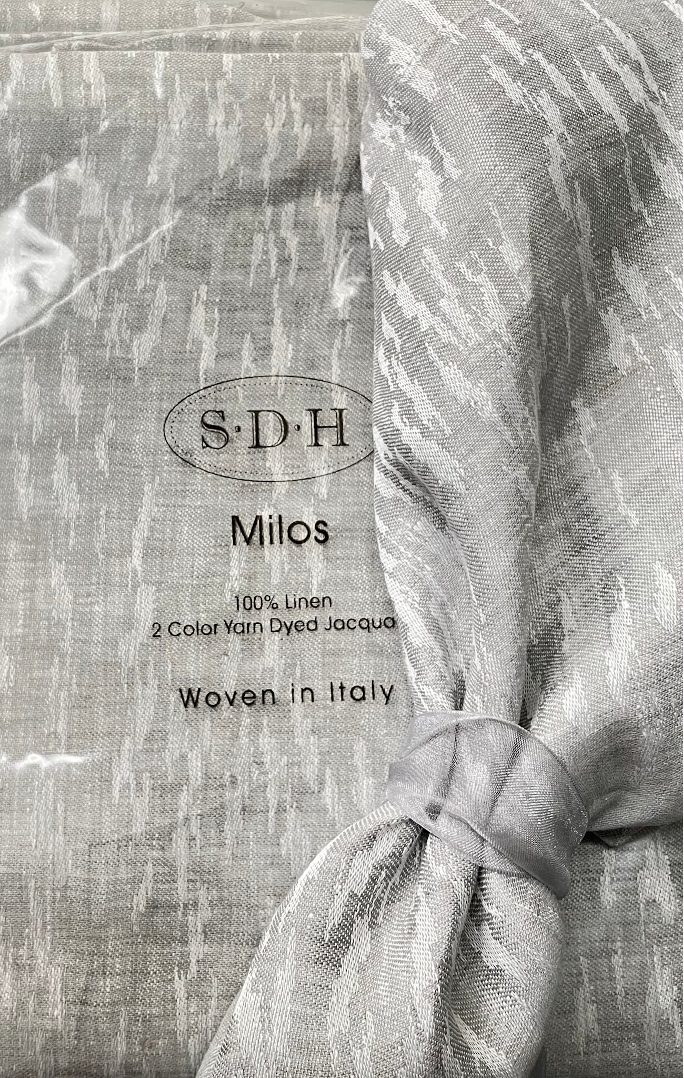 S·D·H
Milos
100% Linen
2 Color Yarn Dyed Jacqua
Woven in Italy